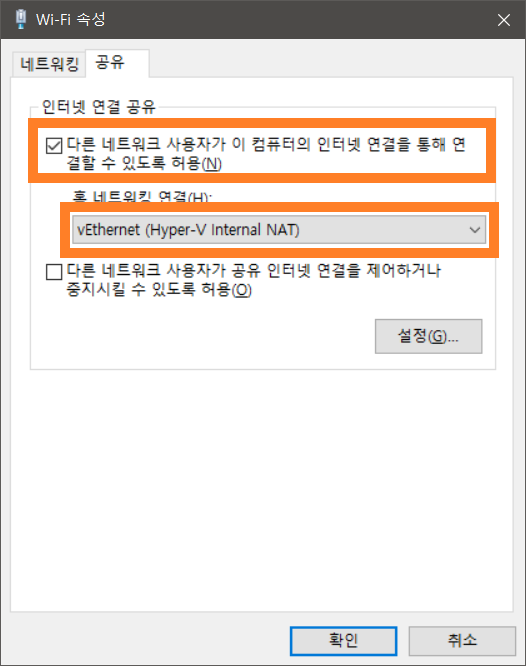 Wi-Fi 속성
네트워킹
공유
인터넷 연결 공유
다른 네트워크 사용자가 이 컴퓨터의 인터넷 연결을 통해 연
결할 수 있도록 허용(N)
홈 네트워킹 연결(H):
vEthernet (Hyper-V Internal NAT)
다른 네트워크 사용자가 공유 인터넷 연결을 제어하거나
중지시킬 수 있도록 허용(O)
설정(G)...
확인
취소